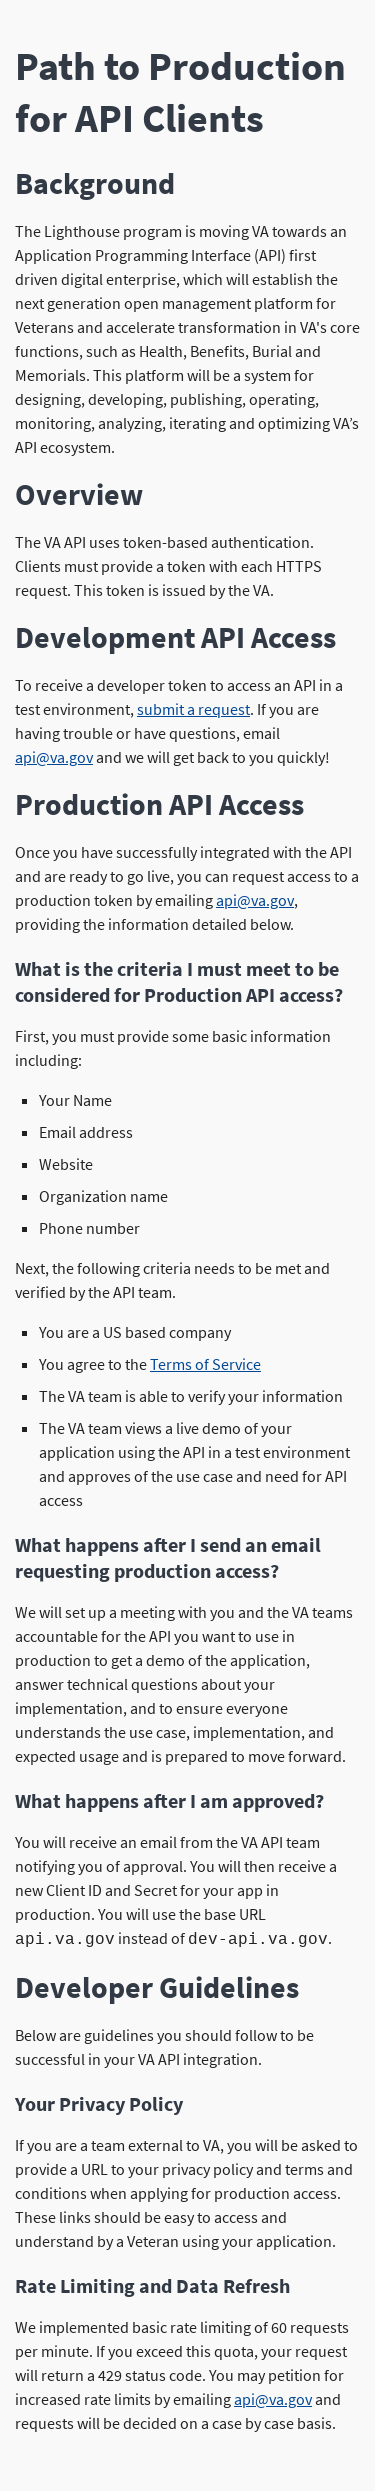 Path to Production
for API Clients
Background
The Lighthouse program is moving VA towards an
Application Programming Interface (API) first
driven digital enterprise, which will establish the
next generation open management platform for
Veterans and accelerate transformation in VA's core
functions, such as Health, Benefits, Burial and
Memorials. This platform will be a system for
designing, developing, publishing, operating,
monitoring, analyzing, iterating and optimizing VA’s
API ecosystem.
Overview
The VA API uses token-based authentication.
Clients must provide a token with each HTTPS
request. This token is issued by the VA.
Development API Access
To receive a developer token to access an API in a
test environment, submit a request. If you are
having trouble or have questions, email
api@va.gov and we will get back to you quickly!
Production API Access
Once you have successfully integrated with the API
and are ready to go live, you can request access to a
production token by emailing api@va.gov,
providing the information detailed below.
What is the criteria I must meet to be
considered for Production API access?
First, you must provide some basic information
including:
▪ Your Name
▪ Email address
▪ Website
▪ Organization name
▪ Phone number
Next, the following criteria needs to be met and
verified by the API team.
▪ You are a US based company
▪ You agree to the Terms of Service
▪ The VA team is able to verify your information
▪ The VA team views a live demo of your
application using the API in a test environment
and approves of the use case and need for API
access
What happens after I send an email
requesting production access?
We will set up a meeting with you and the VA teams
accountable for the API you want to use in
production to get a demo of the application,
answer technical questions about your
implementation, and to ensure everyone
understands the use case, implementation, and
expected usage and is prepared to move forward.
What happens after I am approved?
You will receive an email from the VA API team
notifying you of approval. You will then receive a
new Client ID and Secret for your app in
production. You will use the base URL
api.va.gov instead of dev-api.va.gov.
Developer Guidelines
Below are guidelines you should follow to be
successful in your VA API integration.
Your Privacy Policy
If you are a team external to VA, you will be asked to
provide a URL to your privacy policy and terms and
conditions when applying for production access.
These links should be easy to access and
understand by a Veteran using your application.
Rate Limiting and Data Refresh
We implemented basic rate limiting of 60 requests
per minute. If you exceed this quota, your request
will return a 429 status code. You may petition for
increased rate limits by emailing api@va.gov and
requests will be decided on a case by case basis.